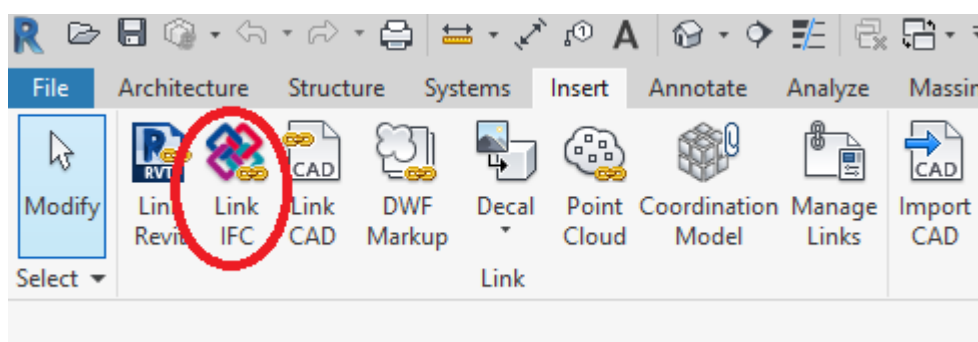 R A
File Architecture Structure Systems Insert Annotate Analyze Massin
R RVT CAD CAD
Modify Link Link Link DWF Decal Point Coordination Manage Import
Revit IFC CAD Markup Cloud Model Links CAD
Select Link